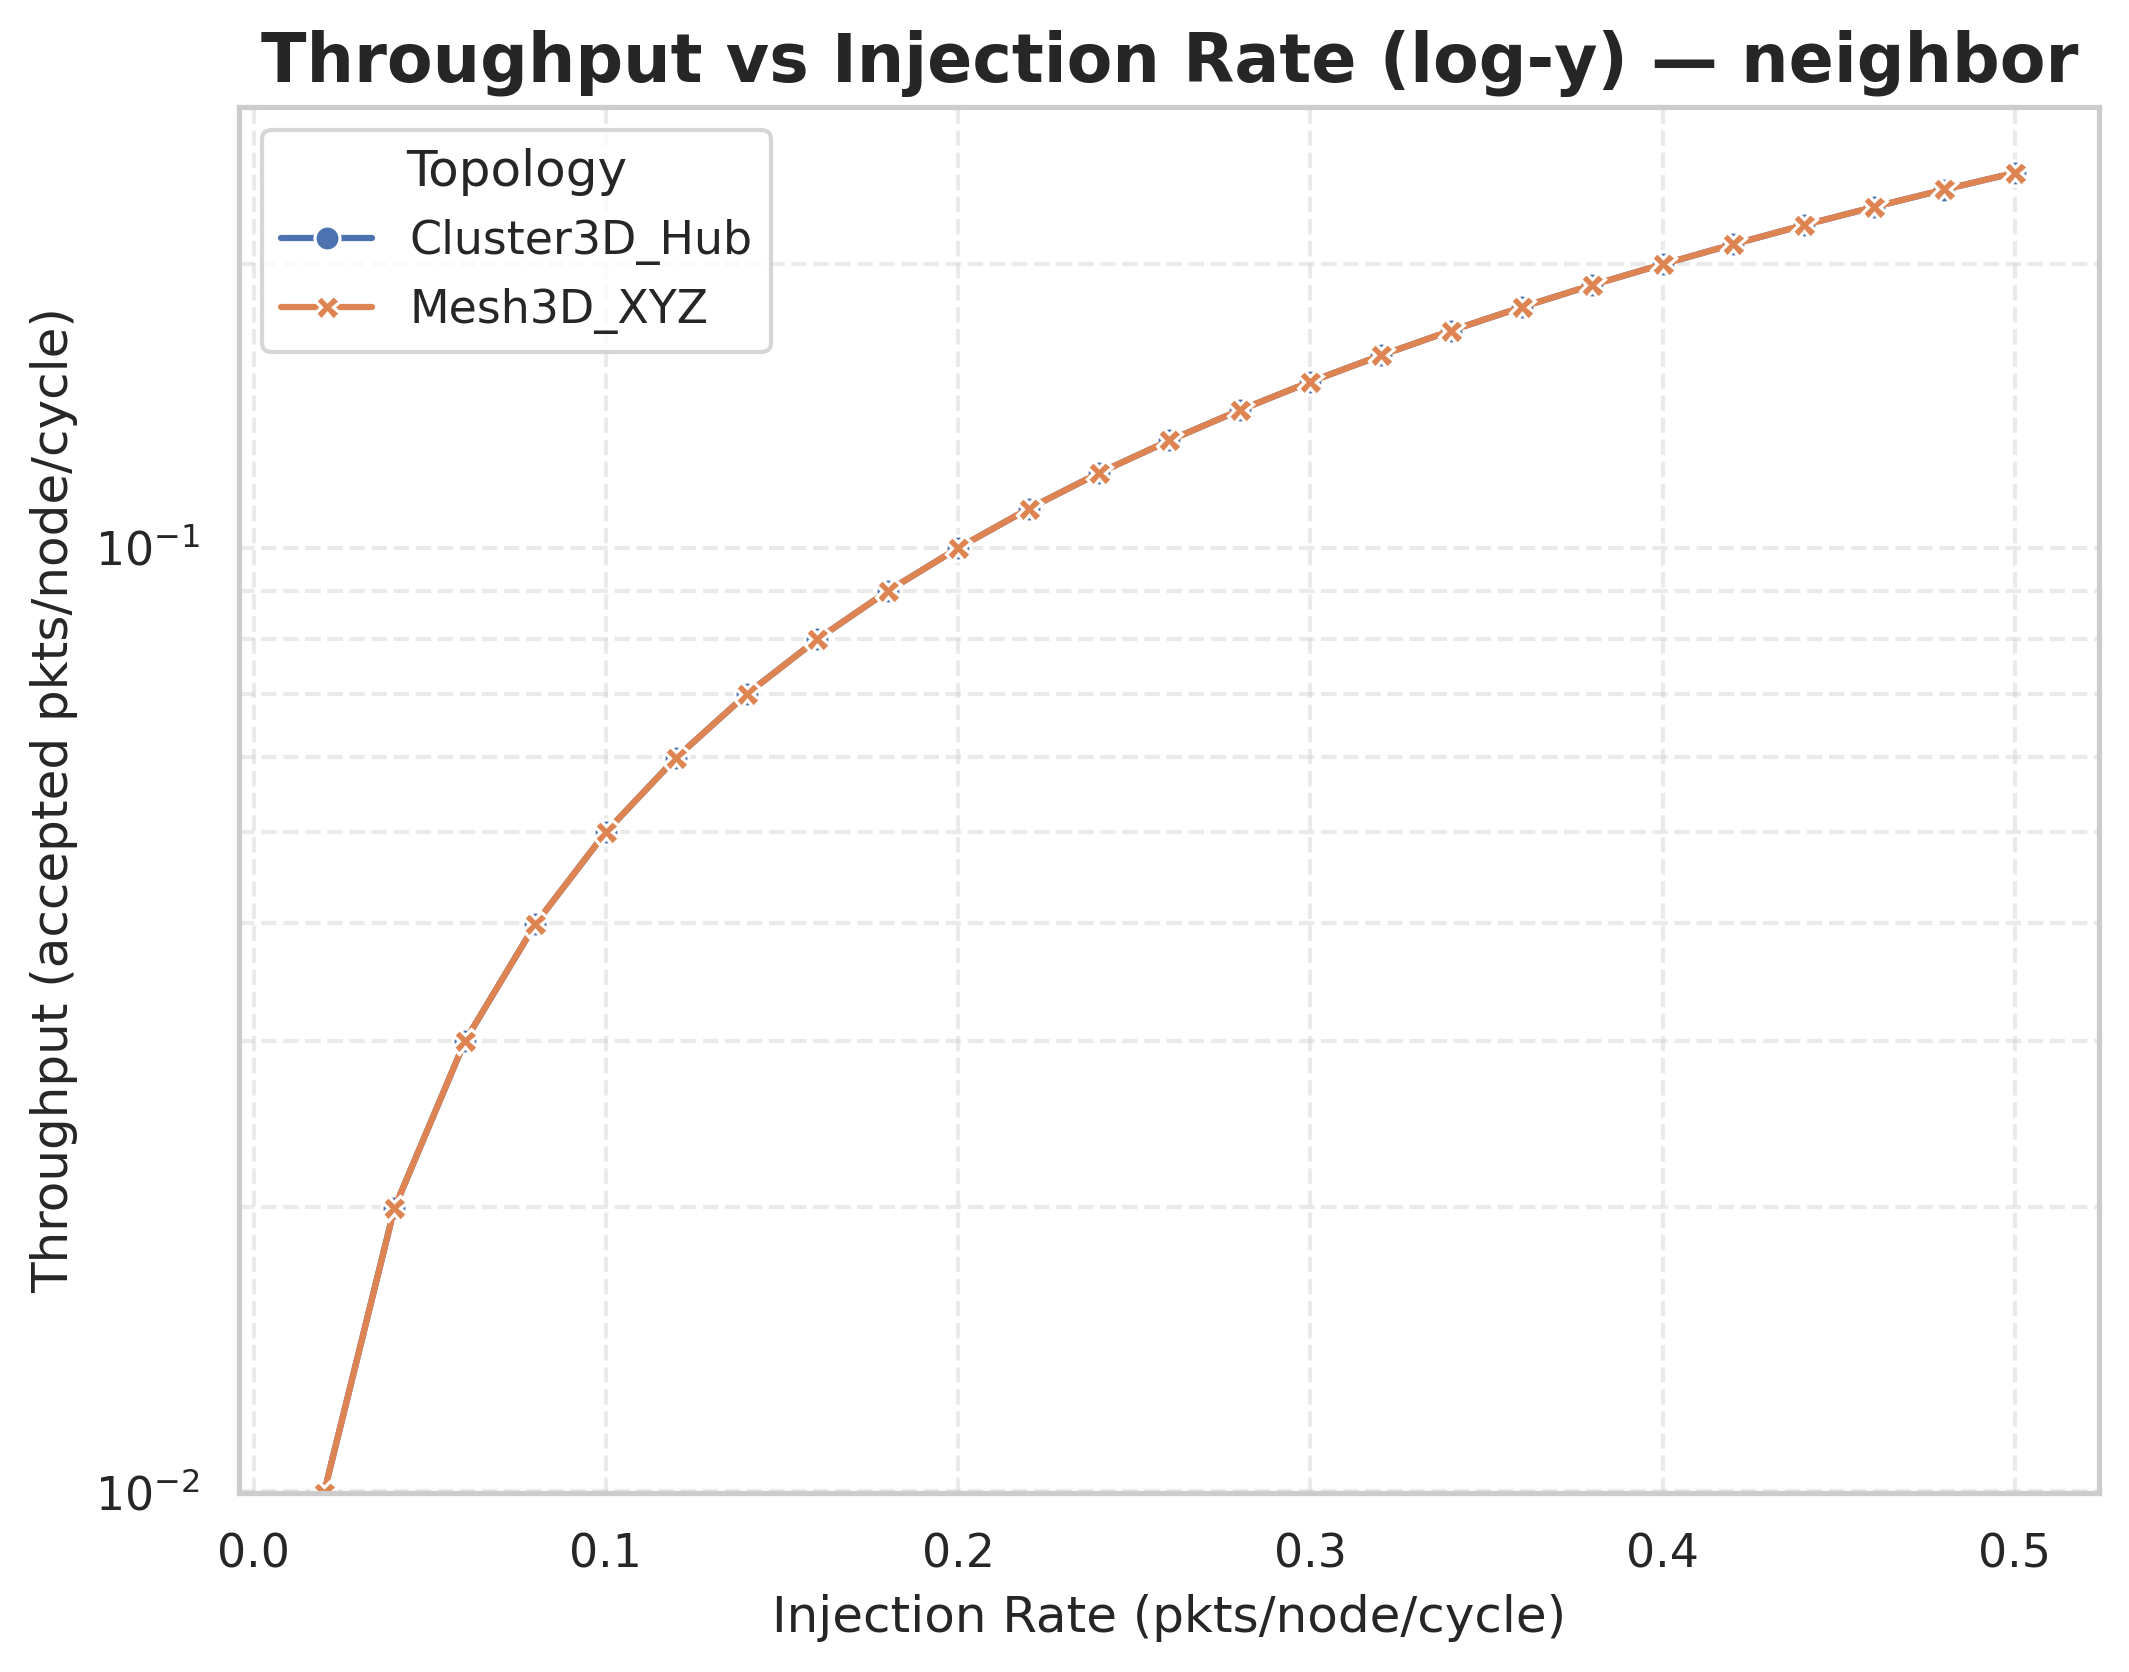 Throughput vs Injection Rate (log-y) — neighbor
Topology
Cluster3D_Hub
Mesh3D_XYZ
Throughput (accepted pkts/node/cycle)
10⁻¹
10⁻²
0.0 0.1 0.2 0.3 0.4 0.5
Injection Rate (pkts/node/cycle)